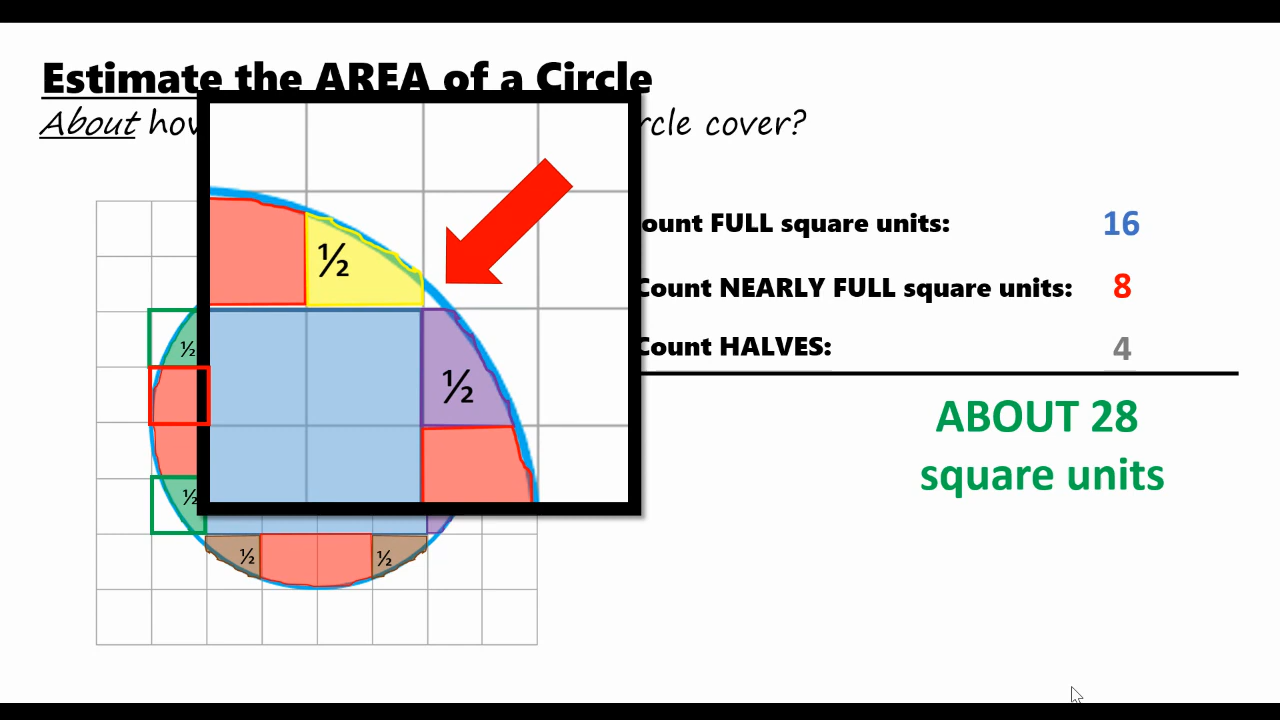 Estimate the AREA of a Circle
About how rcle cover?
ount FULL square units: 16
Count NEARLY FULL square units: 8
Count HALVES: 4
ABOUT 28
square units
½
½
½
½
½ ½